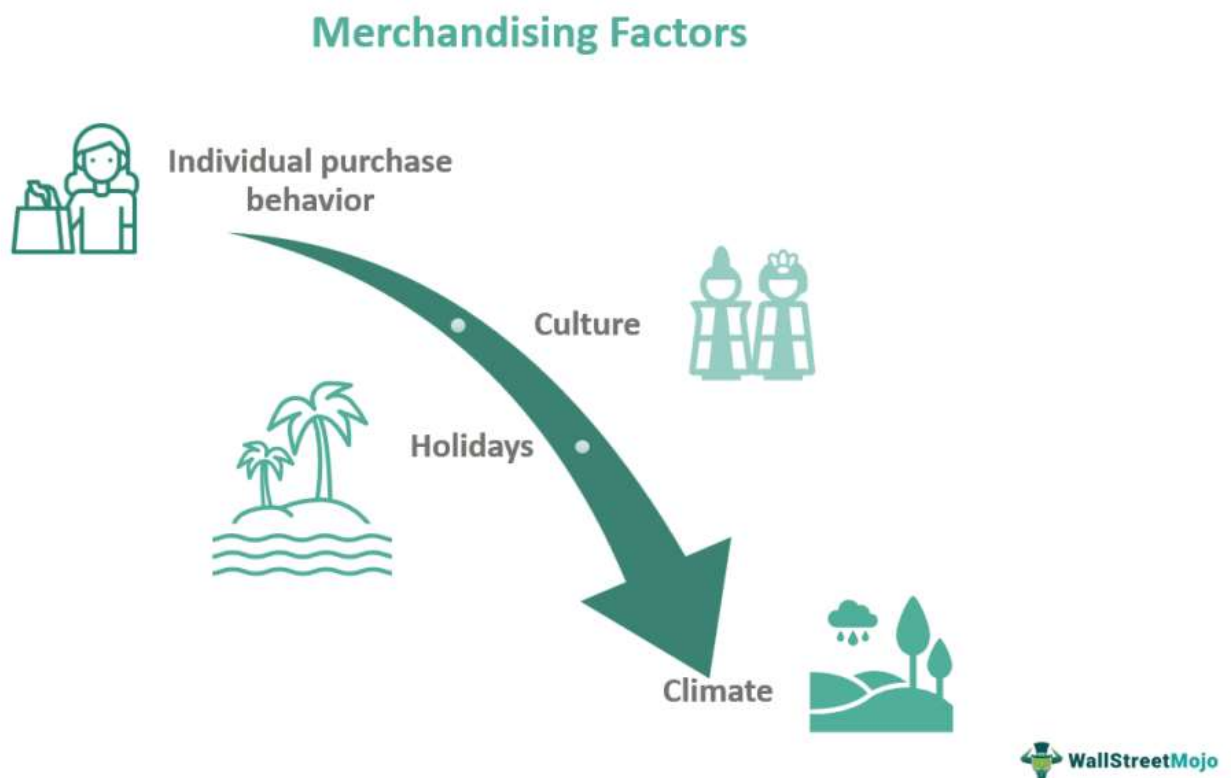 Merchandising Factors
Individual purchase
behavior
Culture
Holidays
Climate
WallStreetMojo